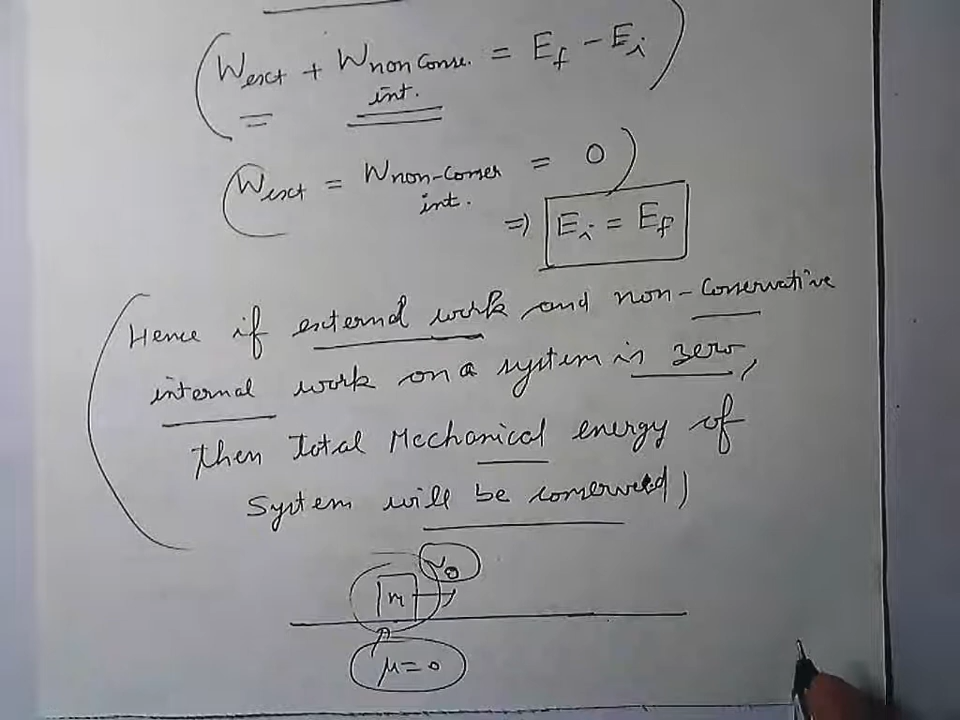 (Wext + Wnon Conse. = Ef - Ei)
int.
(Wext = Wnon-conser = 0)
int.
⇒ Ei = Ef
(Hence if external work and non-conservative
internal work on a system is zero,
then Total Mechanical energy of
System will be conserved)
v0
m
μ=0